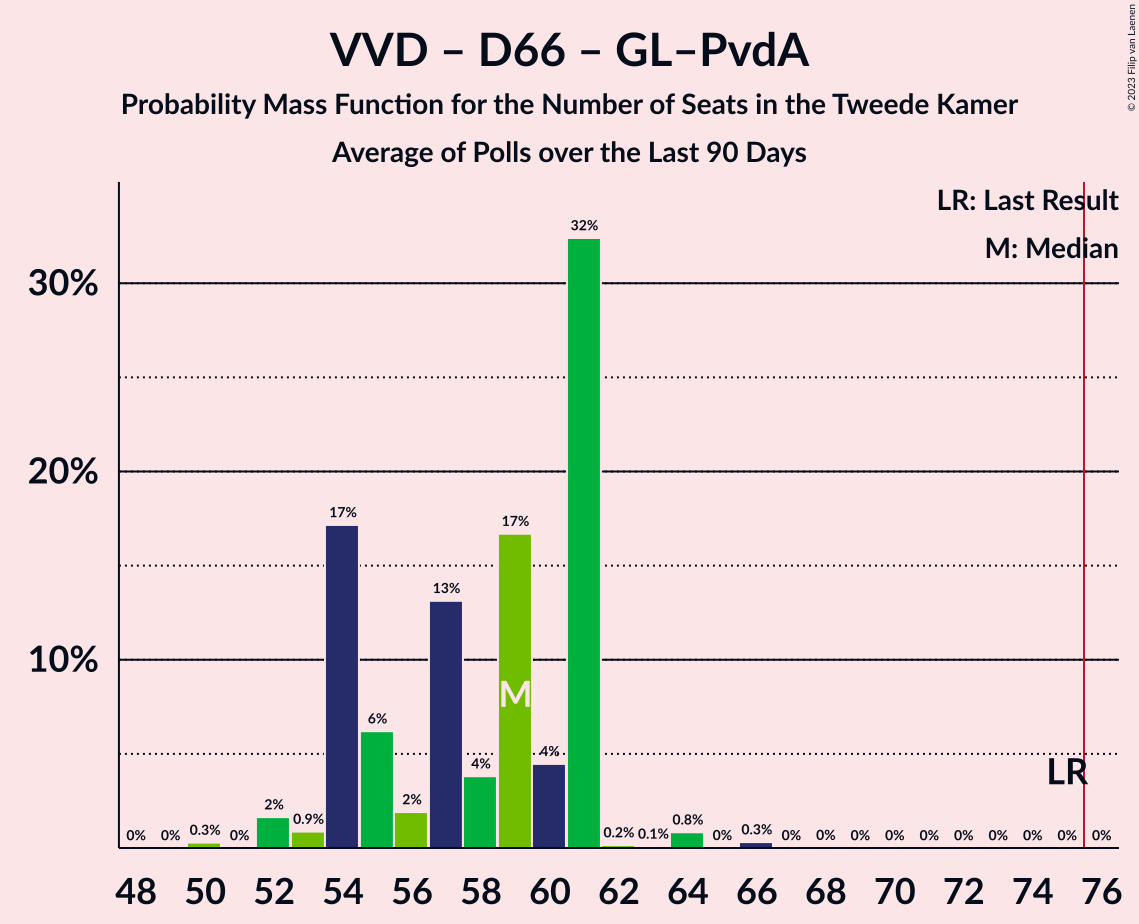 VVD – D66 – GL–PvdA
Probability Mass Function for the Number of Seats in the Tweede Kamer
Average of Polls over the Last 90 Days
© 2023 Filip van Laenen
LR: Last Result
M: Median
30%
20%
10%
0% 0% 0.3% 0% 2% 0.9% 17% 6% 2% 13% 4% 17% 4% 32% 0.2% 0.1% 0.8% 0% 0.3% 0% 0% 0% 0% 0% 0% 0% 0% 0% 0%
M
LR
48 50 52 54 56 58 60 62 64 66 68 70 72 74 76